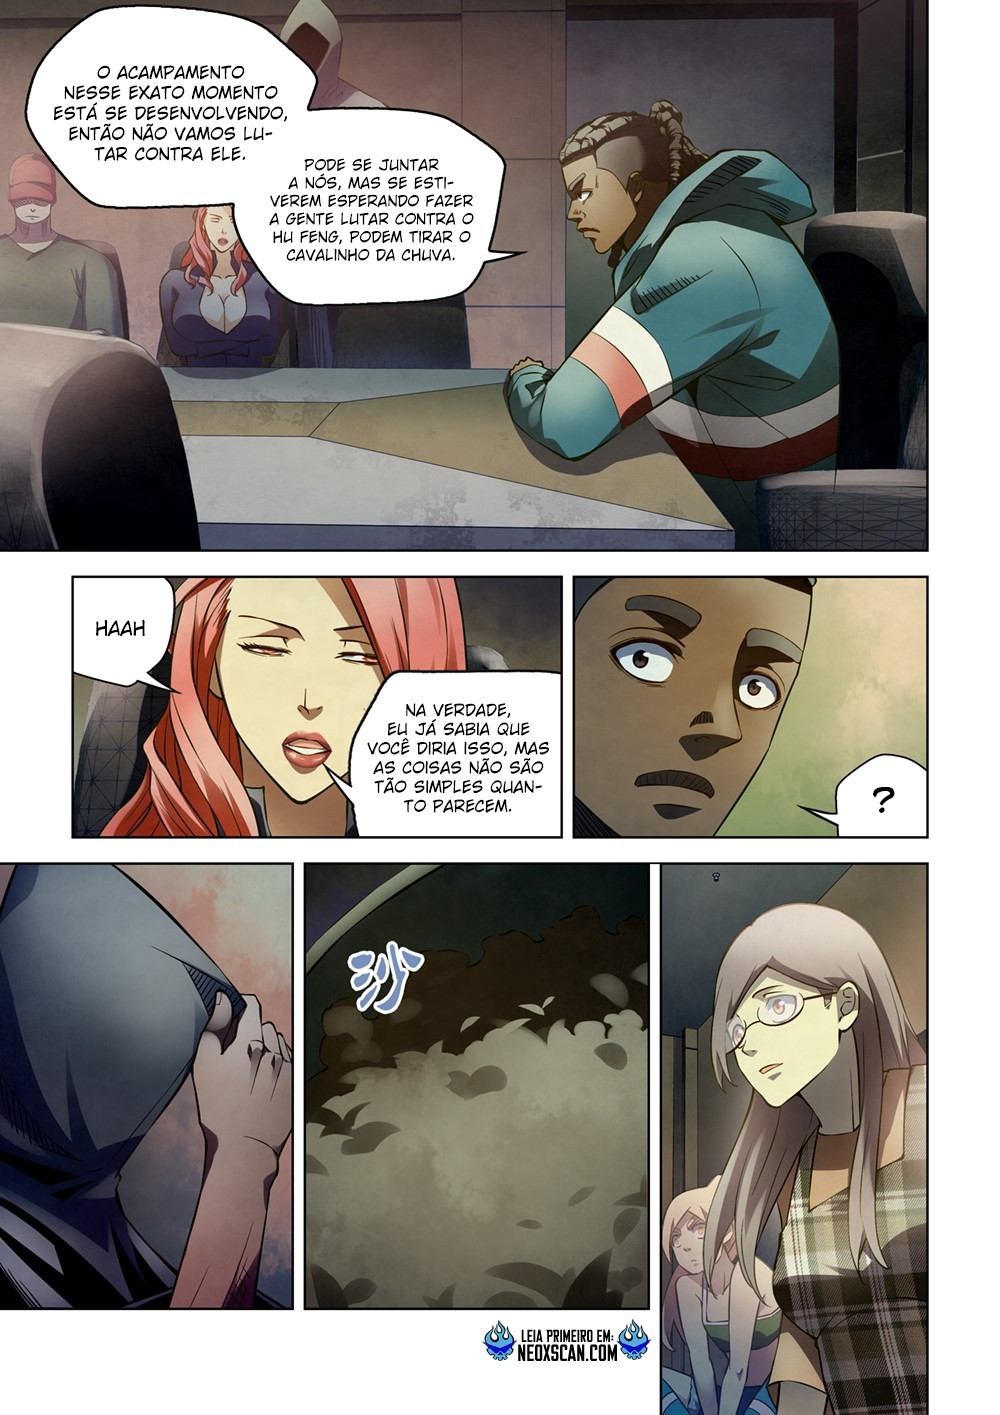 O ACAMPAMENTO
NESSE EXATO MOMENTO
ESTÁ SE DESENVOLVENDO,
ENTÃO NÃO VAMOS LU-
TAR CONTRA ELE.
PODE SE JUNTAR
A NÓS, MAS SE ESTI-
VEREM ESPERANDO FAZER
A GENTE LUTAR CONTRA O
HU FENG, PODEM TIRAR O
CAVALINHO DA CHUVA.
HAAH
NA VERDADE,
EU JÁ SABIA QUE
VOCÊ DIRIA ISSO, MAS
AS COISAS NÃO SÃO
TÃO SIMPLES QUAN-
TO PARECEM.
?
沙
LEIA PRIMEIRO EM:
NEOXSCAN.COM